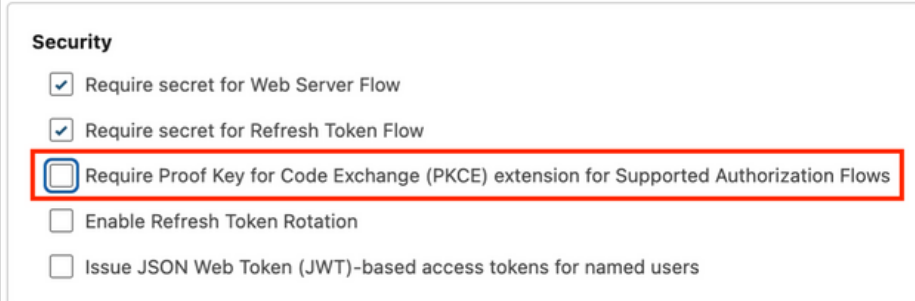 Security
Require secret for Web Server Flow
Require secret for Refresh Token Flow
Require Proof Key for Code Exchange (PKCE) extension for Supported Authorization Flows
Enable Refresh Token Rotation
Issue JSON Web Token (JWT)-based access tokens for named users